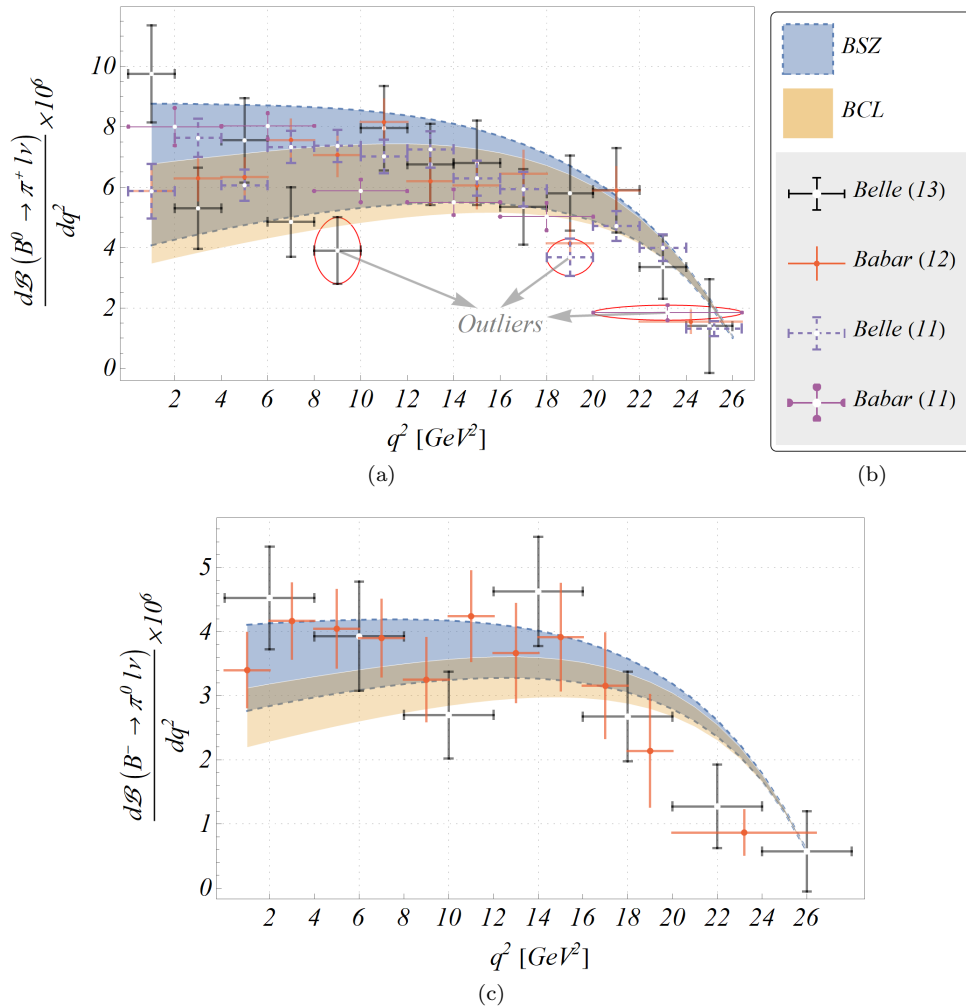 dℬ (B⁰ → π⁺ lν)
dq²
×10⁶
10
8
6
4
2
0
Outliers
2 4 6 8 10 12 14 16 18 20 22 24 26
q² [GeV²]
(a)
BSZ
BCL
Belle (13)
Babar (12)
Belle (11)
Babar (11)
(b)
dℬ (B⁻ → π⁰ lν)
dq²
×10⁶
5
4
3
2
1
0
2 4 6 8 10 12 14 16 18 20 22 24 26
q² [GeV²]
(c)